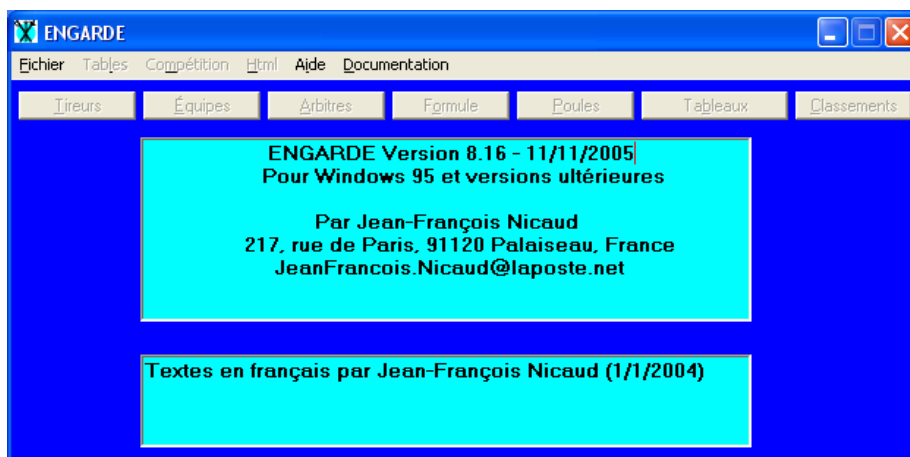 ENGARDE
Fichier Tables Compétition Html Aide Documentation
Tireurs Équipes Arbitres Formule Poules Tableaux Classements
ENGARDE Version 8.16 - 11/11/2005
Pour Windows 95 et versions ultérieures
Par Jean-François Nicaud
217, rue de Paris, 91120 Palaiseau, France
JeanFrancois.Nicaud@laposte.net
Textes en français par Jean-François Nicaud (1/1/2004)